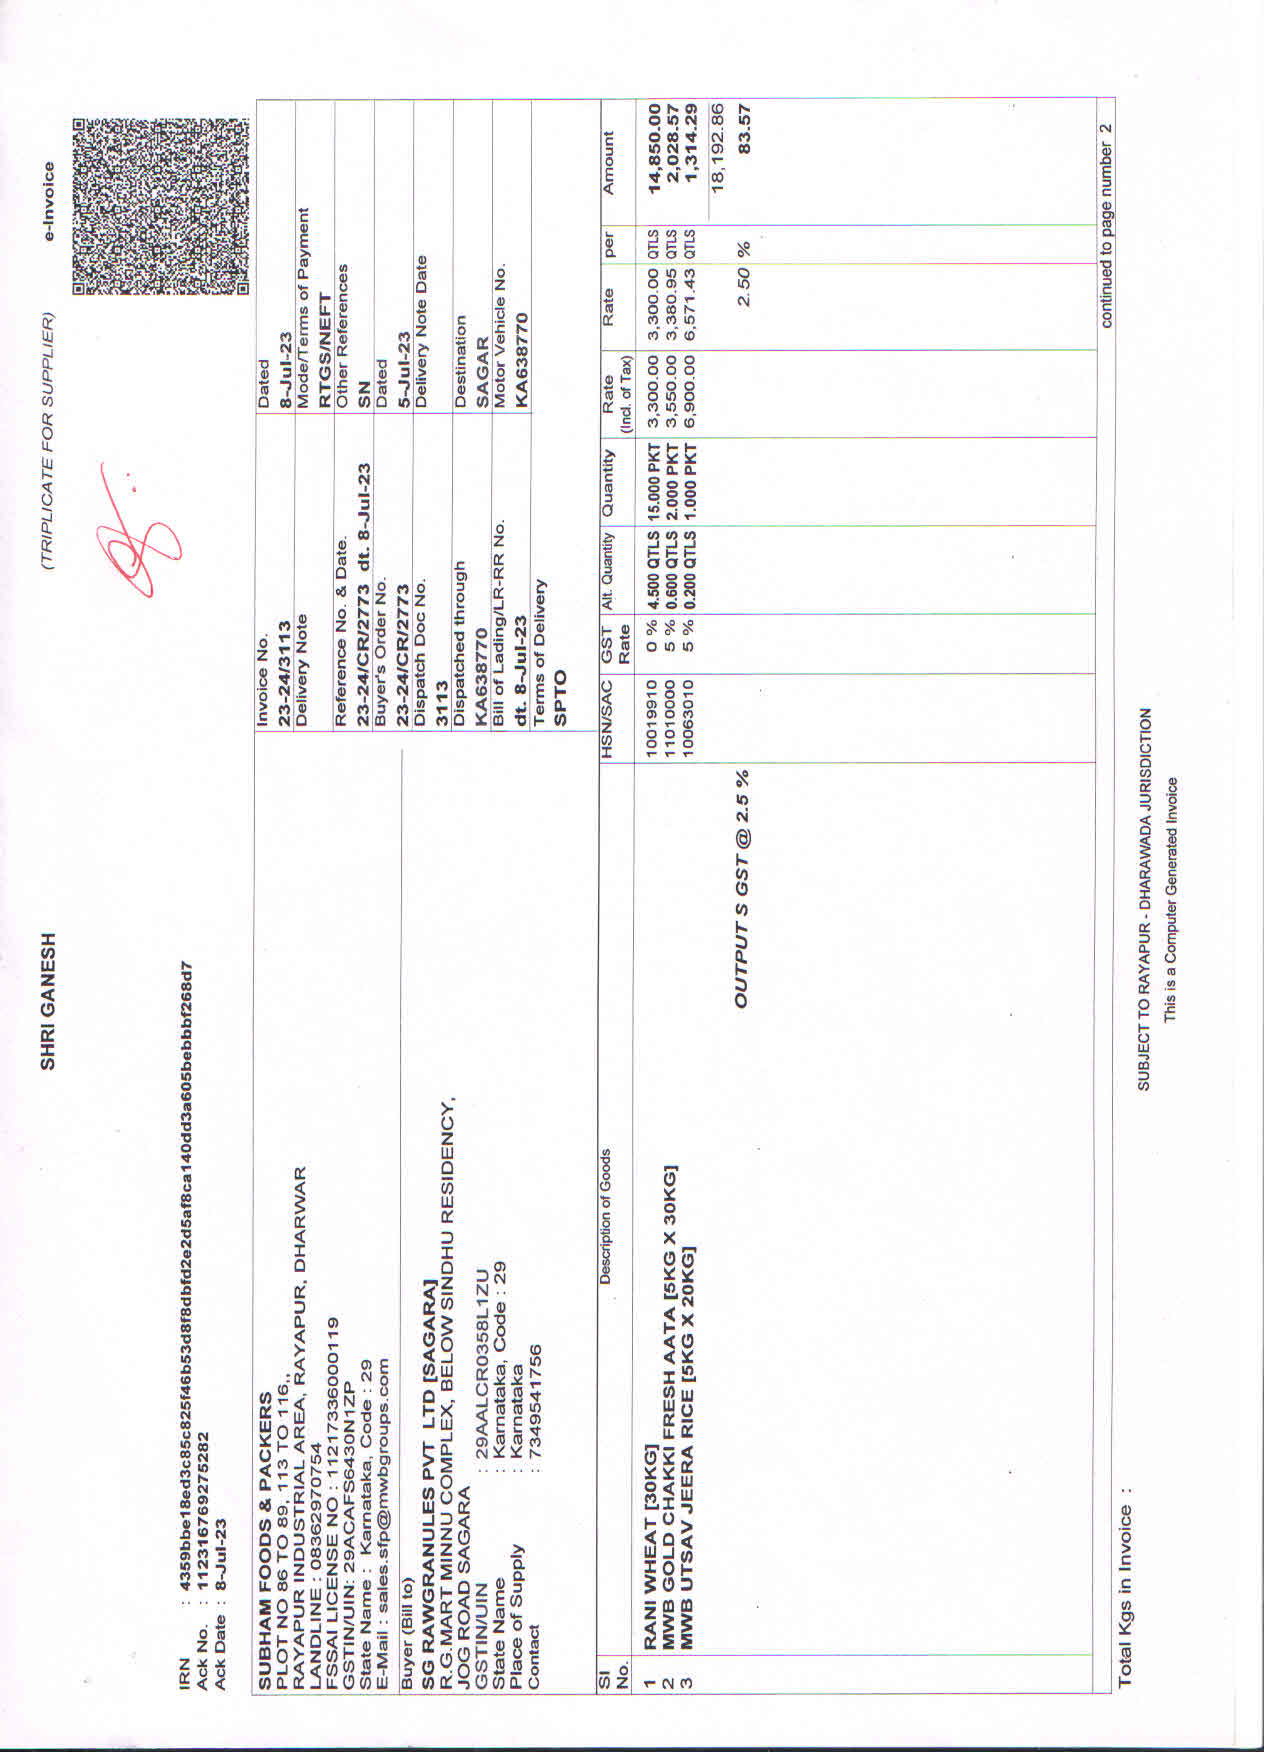 SHRI GANESH
(TRIPLICATE FOR SUPPLIER)
e-Invoice
IRN : 4359bbe18ed3c85c825f46b53d8f8dbfd2e2d5af8ca140dd3a605bebbbf268d7
Ack No. : 112316769275282
Ack Date : 8-Jul-23
SUBHAM FOODS & PACKERS
PLOT NO 86 TO 89, 113 TO 116,,
RAYAPUR INDUSTRIAL AREA, RAYAPUR, DHARWAR
LANDLINE : 08362970754
FSSAI LICENSE NO : 11217336000119
GSTIN/UIN: 29ACAFS6430N1ZP
State Name : Karnataka, Code : 29
E-Mail : sales.sfp@mwbgroups.com
Buyer (Bill to)
SG RAWGRANULES PVT LTD [SAGARA]
R.G.MART MINNU COMPLEX, BELOW SINDHU RESIDENCY,
JOG ROAD SAGARA
GSTIN/UIN : 29AALCR0358L1ZU
State Name : Karnataka, Code : 29
Place of Supply : Karnataka
Contact : 7349541756
Invoice No. Dated
23-24/3113 8-Jul-23
Delivery Note Mode/Terms of Payment
RTGS/NEFT
Reference No. & Date. Other References
23-24/CR/2773 dt. 8-Jul-23 SN
Buyer's Order No. Dated
23-24/CR/2773 5-Jul-23
Dispatch Doc No. Delivery Note Date
3113
Dispatched through Destination
KA638770 SAGAR
Bill of Lading/LR-RR No. Motor Vehicle No.
dt. 8-Jul-23 KA638770
Terms of Delivery
SPTO
Sl Description of Goods HSN/SAC GST Alt. Quantity Quantity Rate Rate per Amount
No. Rate (Incl. of Tax)
1 RANI WHEAT [30KG] 10019910 0 % 4.500 QTLS 15.000 PKT 3,300.00 3,300.00 QTLS 14,850.00
2 MWB GOLD CHAKKI FRESH AATA [5KG X 30KG] 11010000 5 % 0.600 QTLS 2.000 PKT 3,550.00 3,380.95 QTLS 2,028.57
3 MWB UTSAV JEERA RICE [5KG X 20KG] 10063010 5 % 0.200 QTLS 1.000 PKT 6,900.00 6,571.43 QTLS 1,314.29
18,192.86
OUTPUT S GST @ 2.5 % 2.50 % 83.57
continued to page number 2
Total Kgs in Invoice :
SUBJECT TO RAYAPUR - DHARAWADA JURISDICTION
This is a Computer Generated Invoice